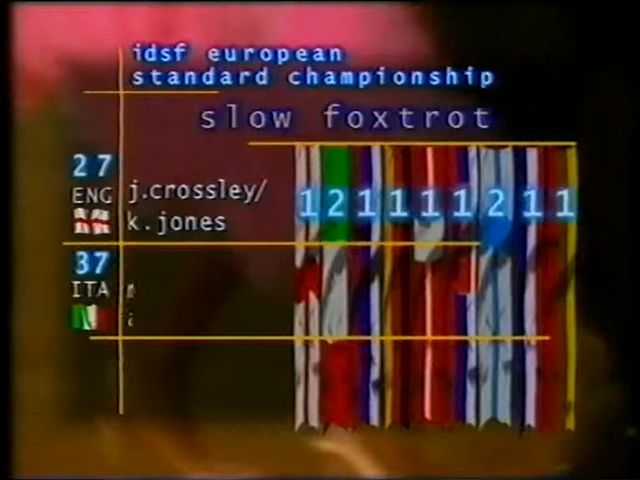 idsf european
standard championship
slow foxtrot
27
ENG j.crossley/
k.jones
1 2 1 1 1 1 2 1 1
37
ITA